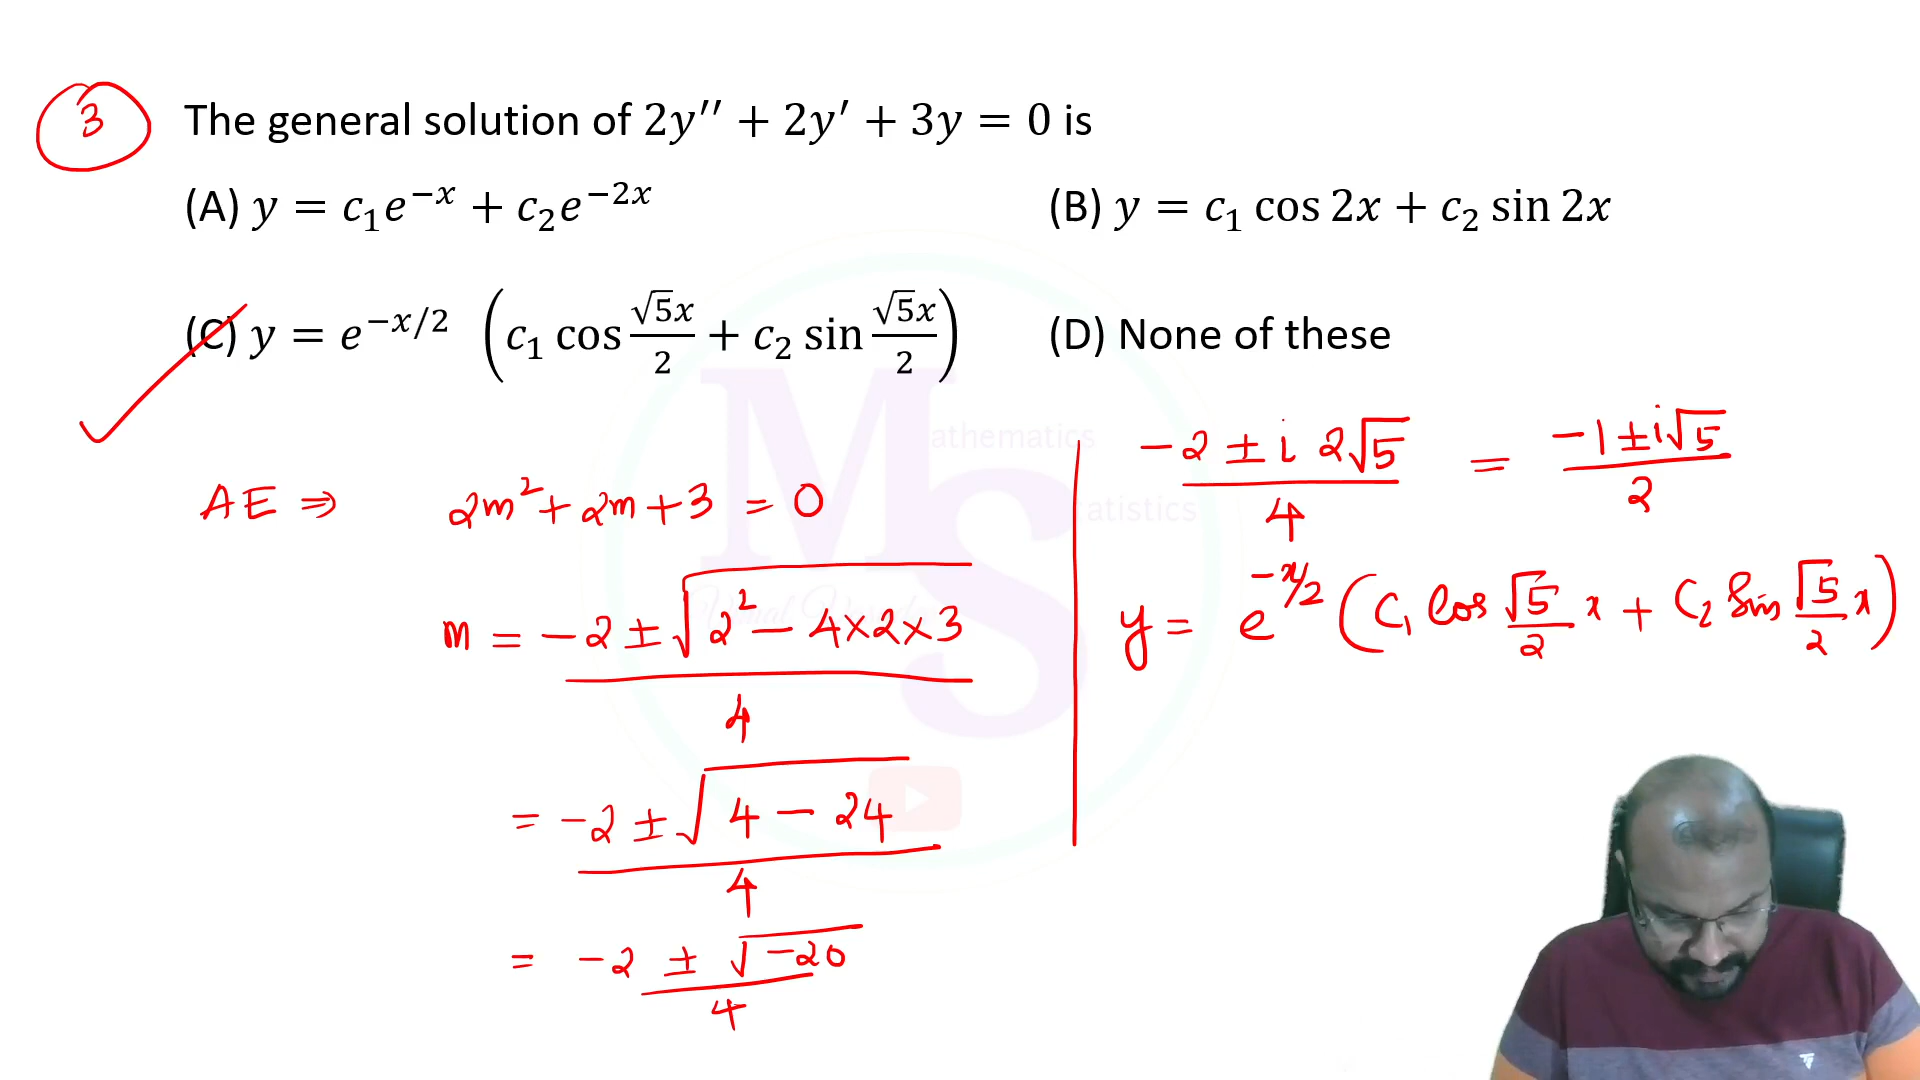 3
The general solution of 2y′′ + 2y′ + 3y = 0 is
(A) y = c₁e⁻ˣ + c₂e⁻²ˣ
(B) y = c₁ cos 2x + c₂ sin 2x
(C) y = e^{−x/2} (c₁ cos √5x/2 + c₂ sin √5x/2)
(D) None of these
AE ⇒ 2m² + 2m + 3 = 0
m = −2 ± √(2² − 4×2×3) / 4
= −2 ± √(4 − 24) / 4
= −2 ± √−20 / 4
−2 ± i 2√5 / 4 = −1 ± i√5 / 2
y = e^{−x/2} (C₁ Cos √5/2 x + C₂ Sin √5/2 x)
MS
athematics
atistics